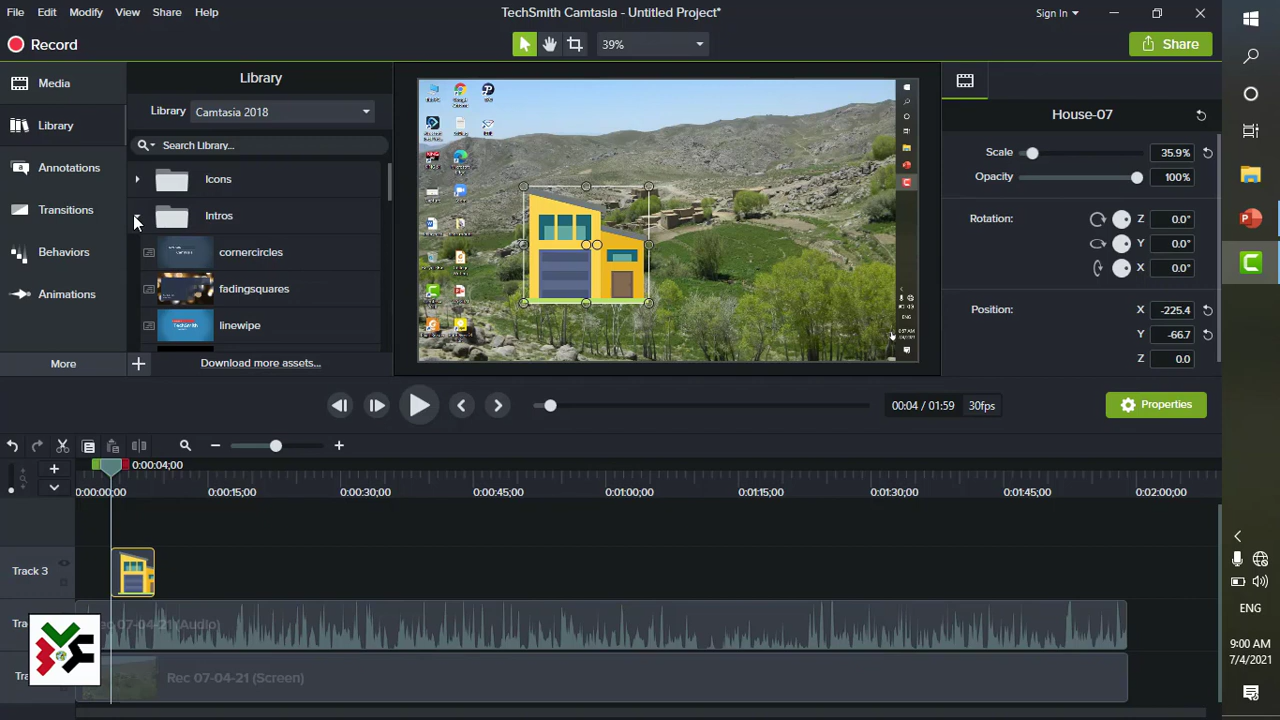 File Edit Modify View Share Help
TechSmith Camtasia - Untitled Project*
Sign In
Record
39%
Share
Media
Library
Annotations
Transitions
Behaviors
Animations
More
Library
Library Camtasia 2018
Search Library...
Icons
Intros
cornercircles
fadingsquares
linewipe
Download more assets...
House-07
Scale 35.9%
Opacity 100%
Rotation: Z 0.0°
Y 0.0°
X 0.0°
Position: X -225.4
Y -66.7
Z 0.0
00:04 / 01:59 30fps
Properties
0:00:04;00
0:00:00;00 0:00:15;00 0:00:30;00 0:00:45;00 0:01:00;00 0:01:15;00 0:01:30;00 0:01:45;00 0:02:00;00
Track 3
Rec 07-04-21 (Audio)
Rec 07-04-21 (Screen)
ENG
9:00 AM
7/4/2021